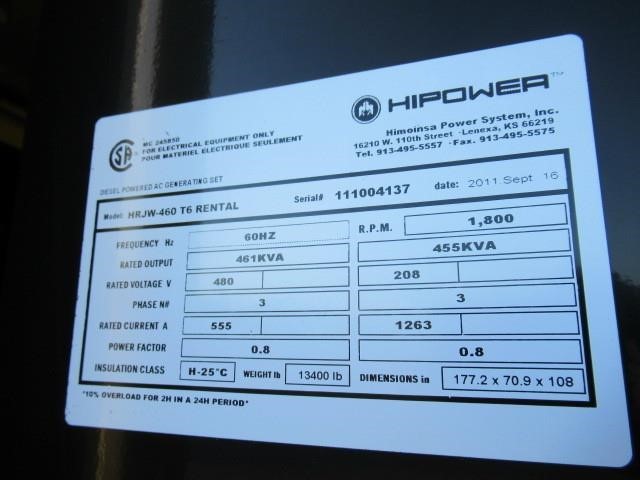 HIPOWER™
Himoinsa Power System, Inc.
16210 W. 110th Street · Lenexa, KS 66219
Tel. 913-495-5557 · Fax. 913-495-5575
SA
MC 245850
FOR ELECTRICAL EQUIPMENT ONLY
POUR MATERIEL ELECTRIQUE SEULEMENT
DIESEL POWERED AC GENERATING SET
Model: HRJW-460 T6 RENTAL Serial# 111004137 date: 2011.Sept 16
FREQUENCY Hz 60HZ R.P.M. 1,800
RATED OUTPUT 461KVA 455KVA
RATED VOLTAGE V 480 208
PHASE N# 3 3
RATED CURRENT A 555 1263
POWER FACTOR 0.8 0.8
INSULATION CLASS H-25°C WEIGHT lb 13400 lb DIMENSIONS in 177.2 x 70.9 x 108
"10% OVERLOAD FOR 2H IN A 24H PERIOD"